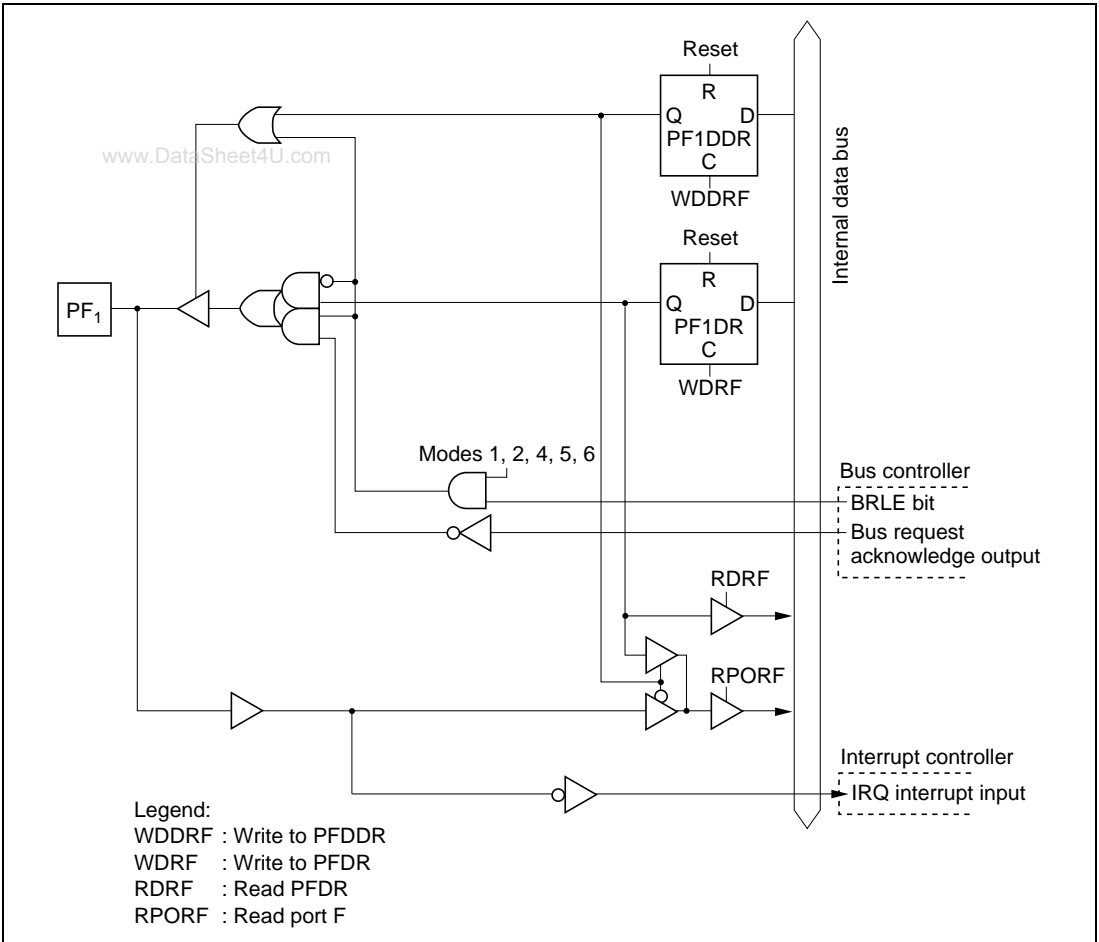 Reset
R
Q D
PF1DDR
C
WDDRF
www.DataSheet4U.com
Internal data bus
Reset
R
Q D
PF1DR
C
WDRF
PF₁
Modes 1, 2, 4, 5, 6
Bus controller
BRLE bit
Bus request
acknowledge output
RDRF
RPORF
Interrupt controller
IRQ interrupt input
Legend:
WDDRF : Write to PFDDR
WDRF : Write to PFDR
RDRF : Read PFDR
RPORF : Read port F